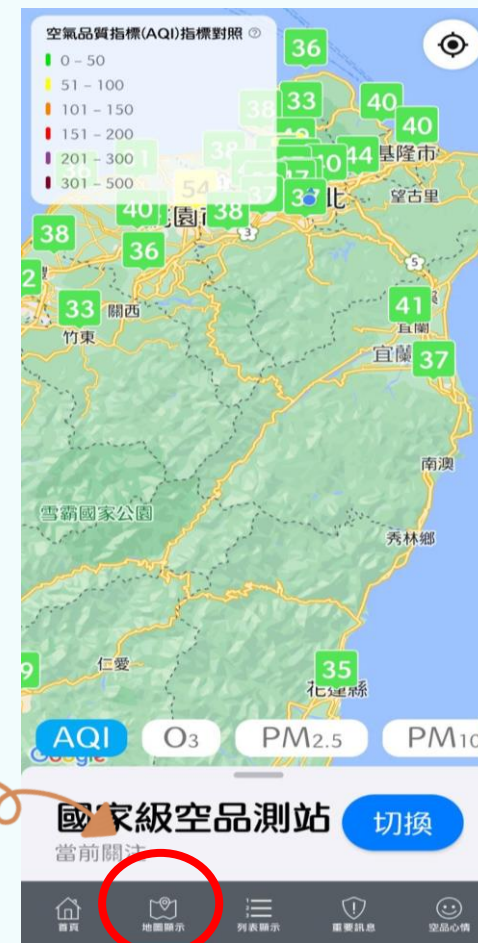 空氣品質指標(AQI)指標對照
0 – 50
51 – 100
101 – 150
151 – 200
201 – 300
301 – 500
36
33
38
40
40
44
基隆市
望古里
54
37
40
38
3
38
36
5
33
關西
竹東
41
宜蘭
宜蘭
37
南澳
雪霸國家公園
秀林鄉
仁愛
35
花蓮縣
AQI
O3
PM2.5
PM10
國家級空品測站
切換
當前關注
首頁
地圖顯示
列表顯示
重要訊息
空品心情